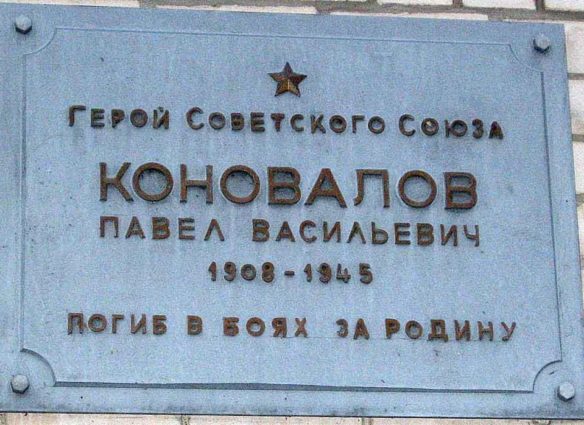 Герой Советского Союза
КОНОВАЛОВ
ПАВЕЛ ВАСИЛЬЕВИЧ
1908-1945
ПОГИБ В БОЯХ ЗА РОДИНУ